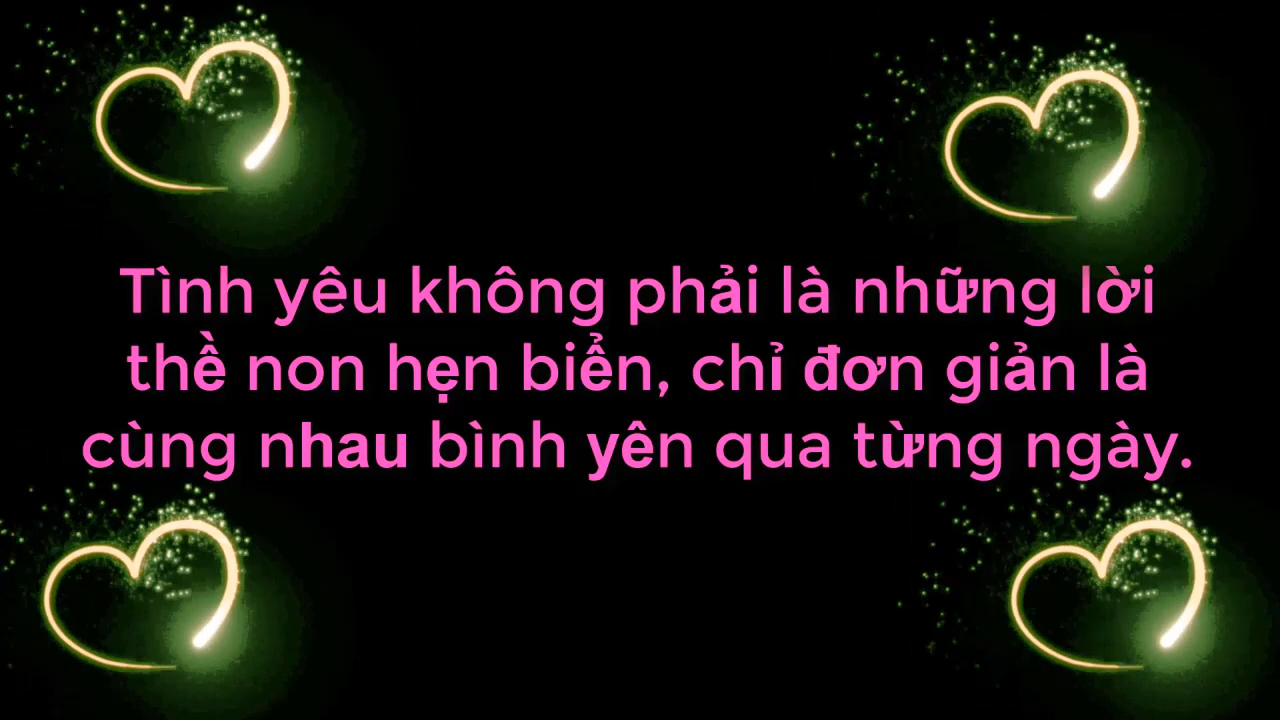 Tình yêu không phải là những lời
thề non hẹn biển, chỉ đơn giản là
cùng nhau bình yên qua từng ngày.